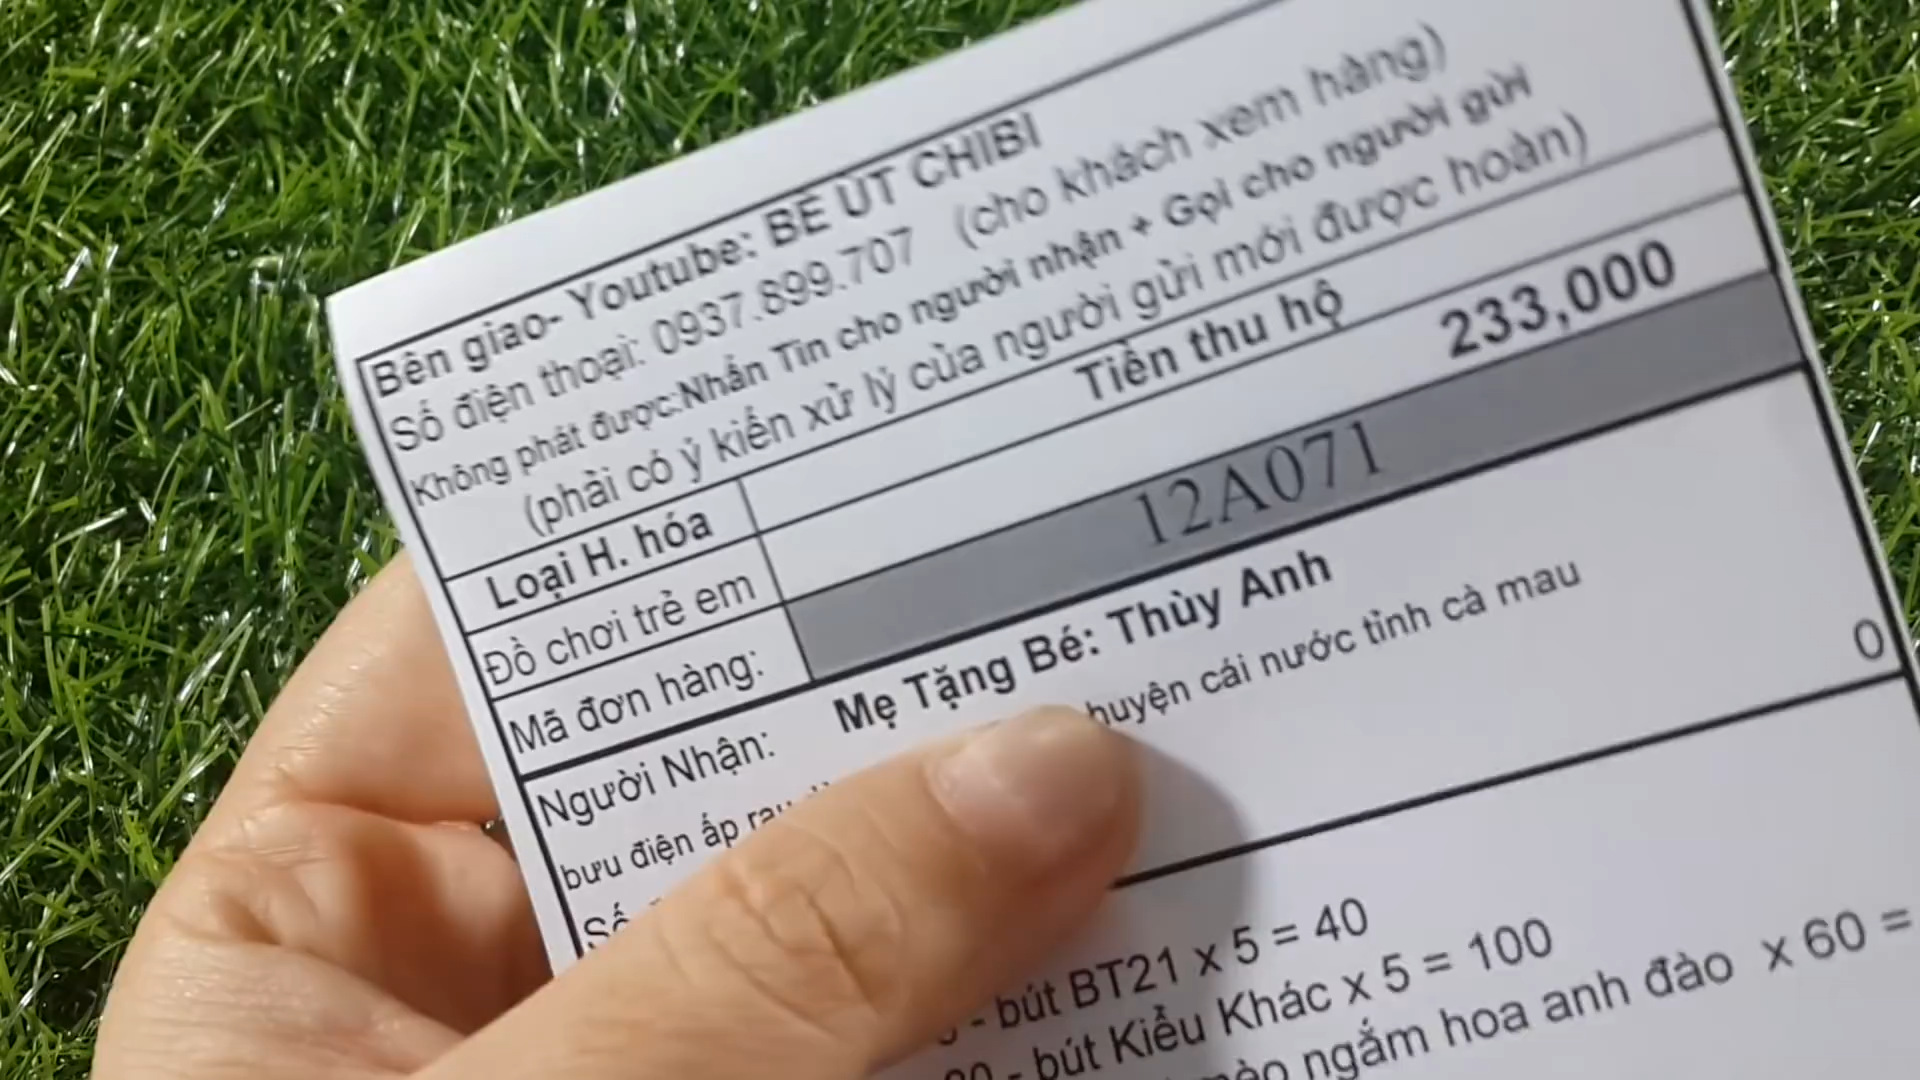 Bên giao- Youtube: BÉ ÚT CHIBI
Số điện thoại: 0937.899.707 (cho khách xem hàng)
Không phát được:Nhắn Tin cho người nhận + Gọi cho người gửi
(phải có ý kiến xử lý của người gửi mới được hoàn)
Loại H. hóa Tiền thu hộ
Đồ chơi trẻ em 233,000
Mã đơn hàng: 12A071
Người Nhận: Mẹ Tặng Bé: Thùy Anh
bưu điện ấp rau huyện cái nước tỉnh cà mau
0
Số
- bút BT21 x 5 = 40
- bút Kiểu Khác x 5 = 100
mèo ngắm hoa anh đào x 60 =